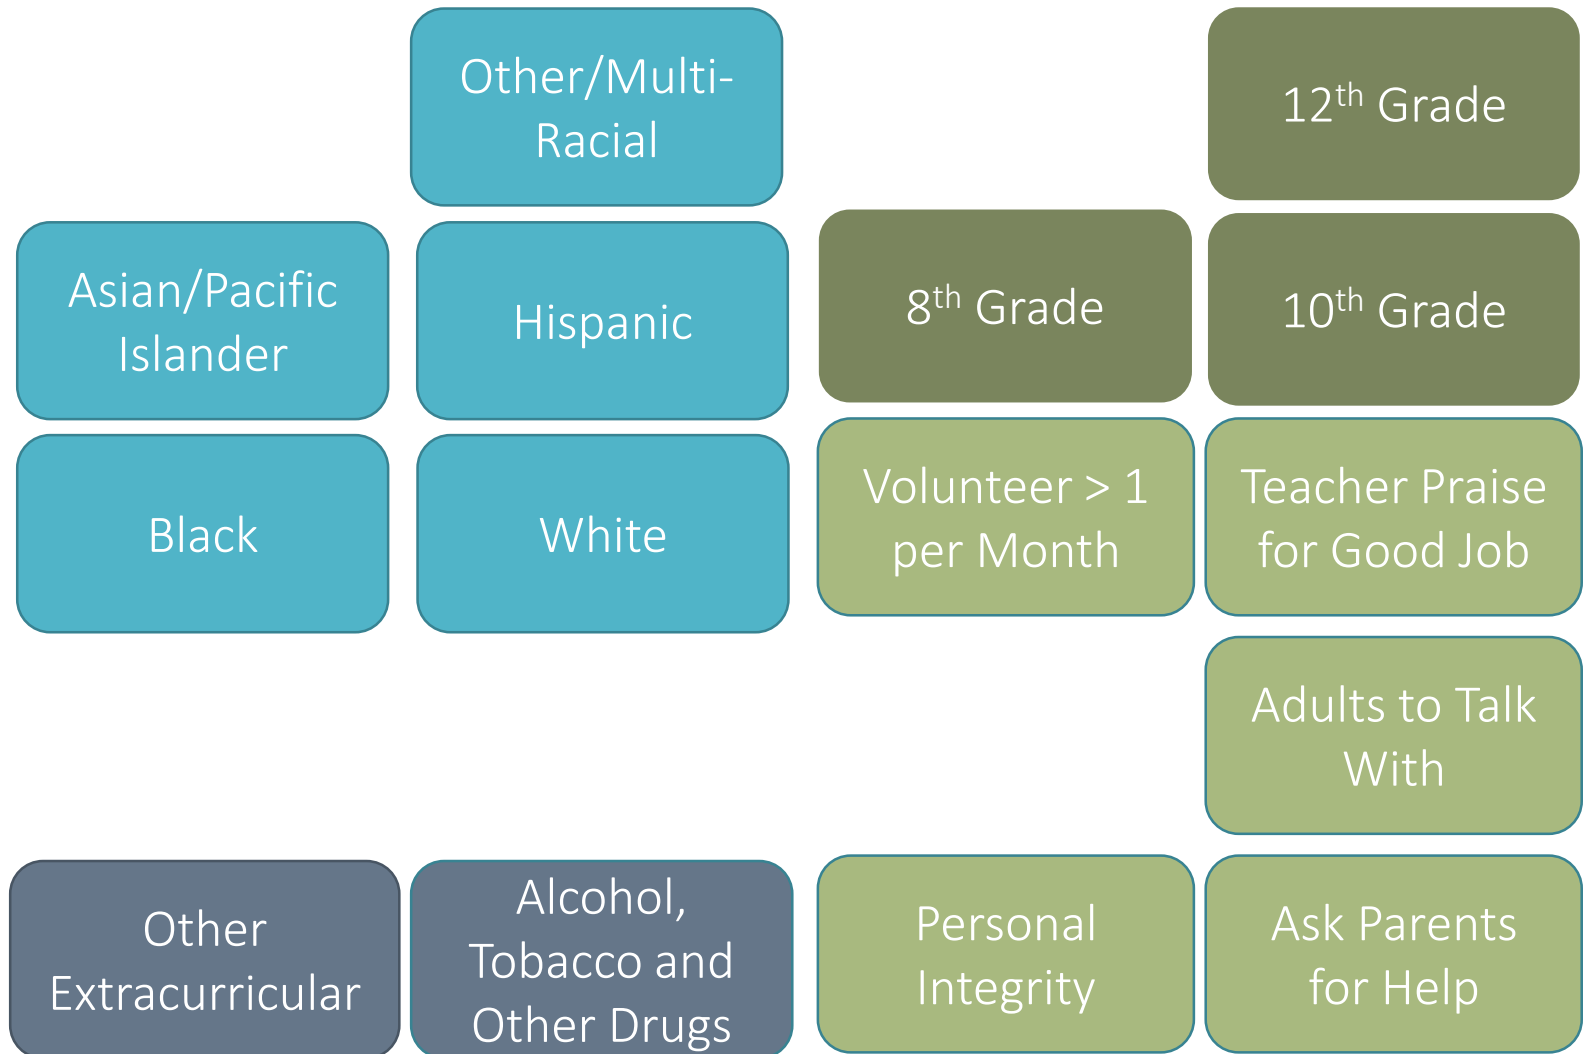 Other/Multi-
Racial
12th Grade
Asian/Pacific
Islander
Hispanic
8th Grade
10th Grade
Black
White
Volunteer > 1
per Month
Teacher Praise
for Good Job
Adults to Talk
With
Other
Extracurricular
Alcohol,
Tobacco and
Other Drugs
Personal
Integrity
Ask Parents
for Help